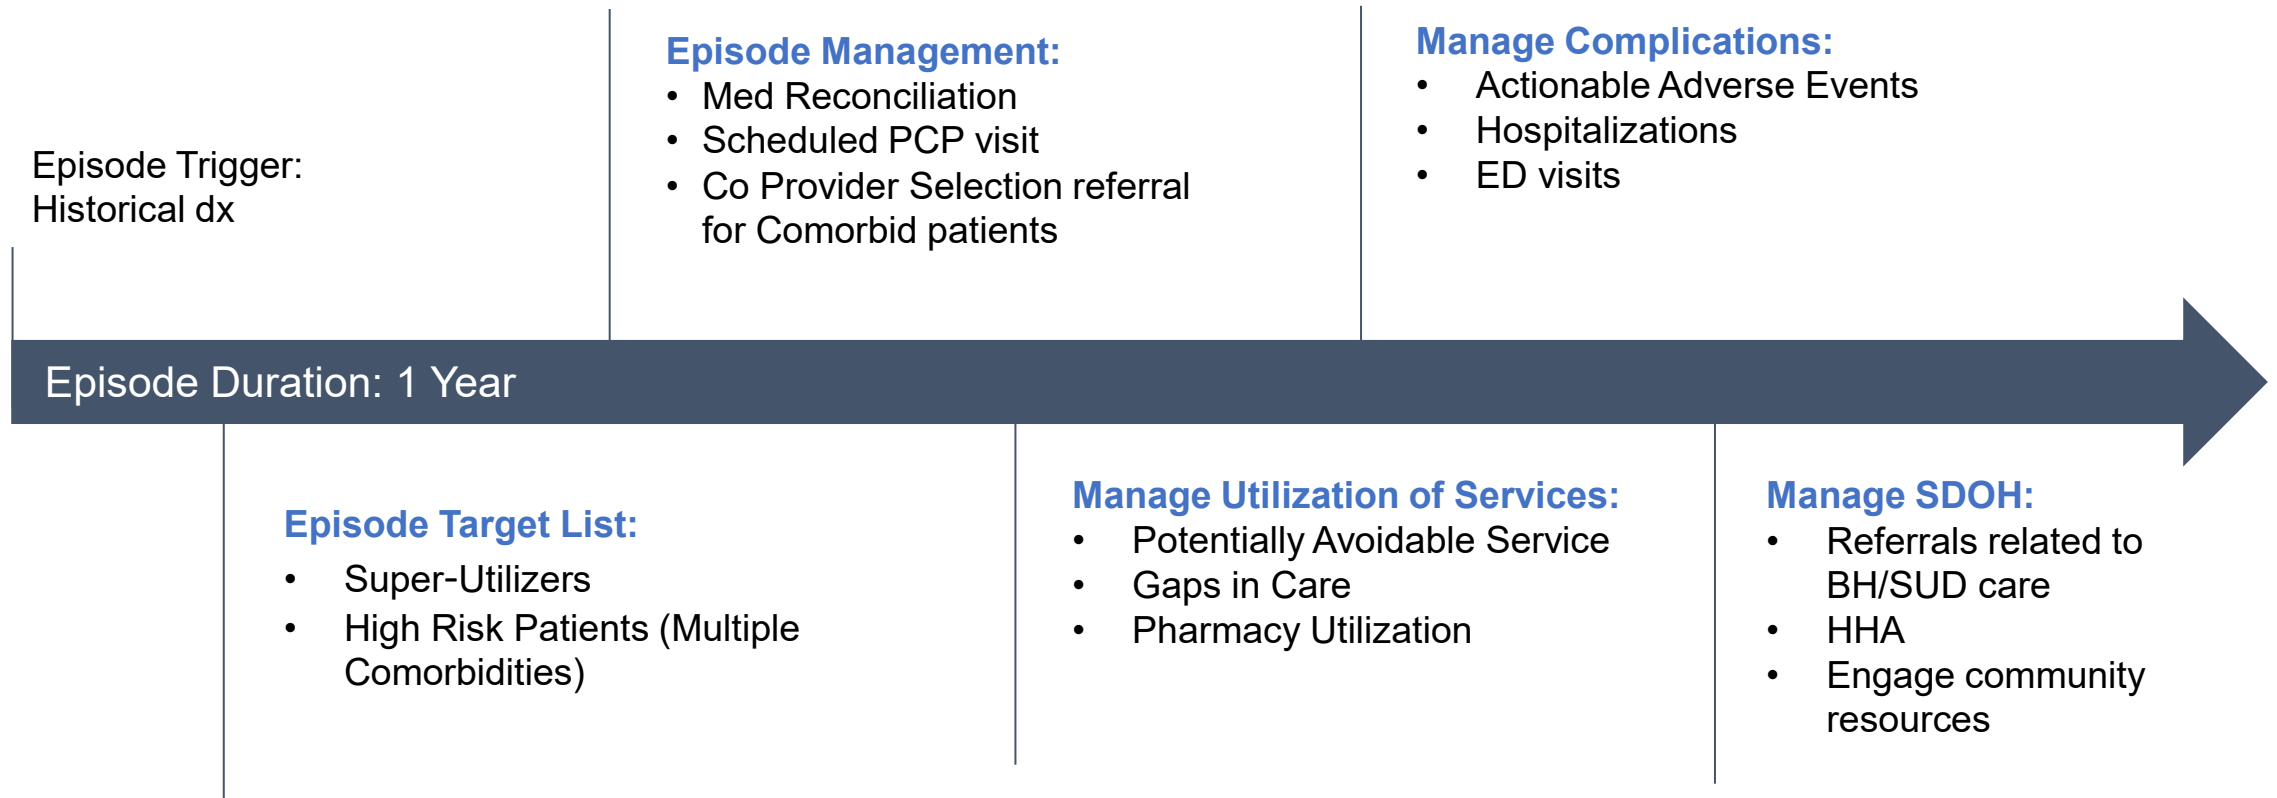 Episode Trigger:
Historical dx
Episode Management:
• Med Reconciliation
• Scheduled PCP visit
• Co Provider Selection referral
for Comorbid patients
Manage Complications:
• Actionable Adverse Events
• Hospitalizations
• ED visits
Episode Duration: 1 Year
Episode Target List:
• Super-Utilizers
• High Risk Patients (Multiple
Comorbidities)
Manage Utilization of Services:
• Potentially Avoidable Service
• Gaps in Care
• Pharmacy Utilization
Manage SDOH:
• Referrals related to
BH/SUD care
• HHA
• Engage community
resources